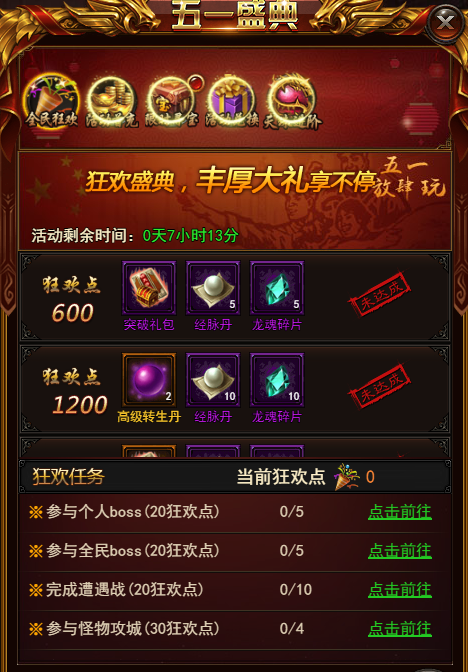 五一盛典
全民狂欢
五一
放肆玩
狂欢盛典，丰厚大礼享不停
活动剩余时间：0天7小时13分
狂欢点
600
5
5
突破礼包 经脉丹 龙魂碎片
未达成
狂欢点
1200
2
10
10
高级转生丹 经脉丹 龙魂碎片
未达成
狂欢任务 当前狂欢点 0
※参与个人boss(20狂欢点) 0/5 点击前往
※参与全民boss(20狂欢点) 0/5 点击前往
※完成遭遇战(20狂欢点) 0/10 点击前往
※参与怪物攻城(30狂欢点) 0/4 点击前往